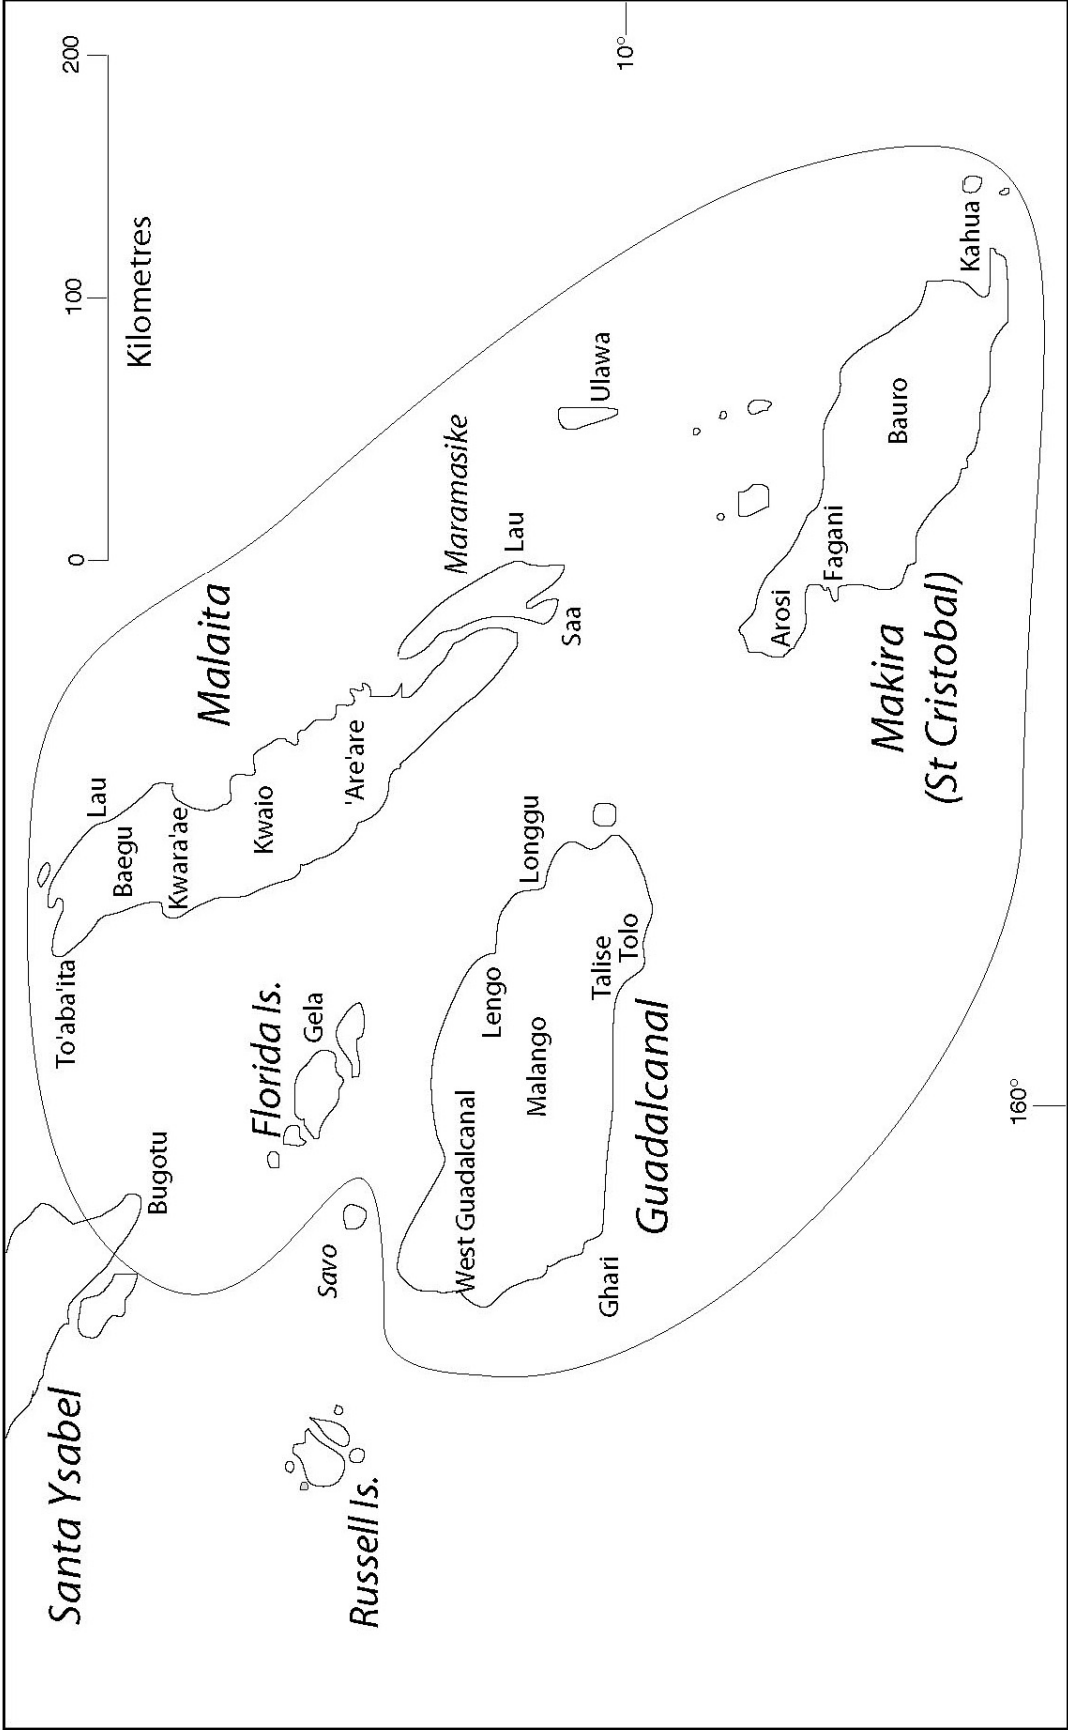 Santa Ysabel
Bugotu
To'aba'ita
Lau
Baegu
Kwara'ae
Malaita
Kwaio
'Are'are
0
100
200
Kilometres
Russell Is.
Savo
Florida Is.
Gela
Maramasike
Lau
Saa
Ulawa
West Guadalcanal
Lengo
Longgu
Malango
Ghari
Talise
Tolo
Guadalcanal
10°
Arosi
Fagani
Bauro
Kahua
Makira
(St Cristobal)
160°